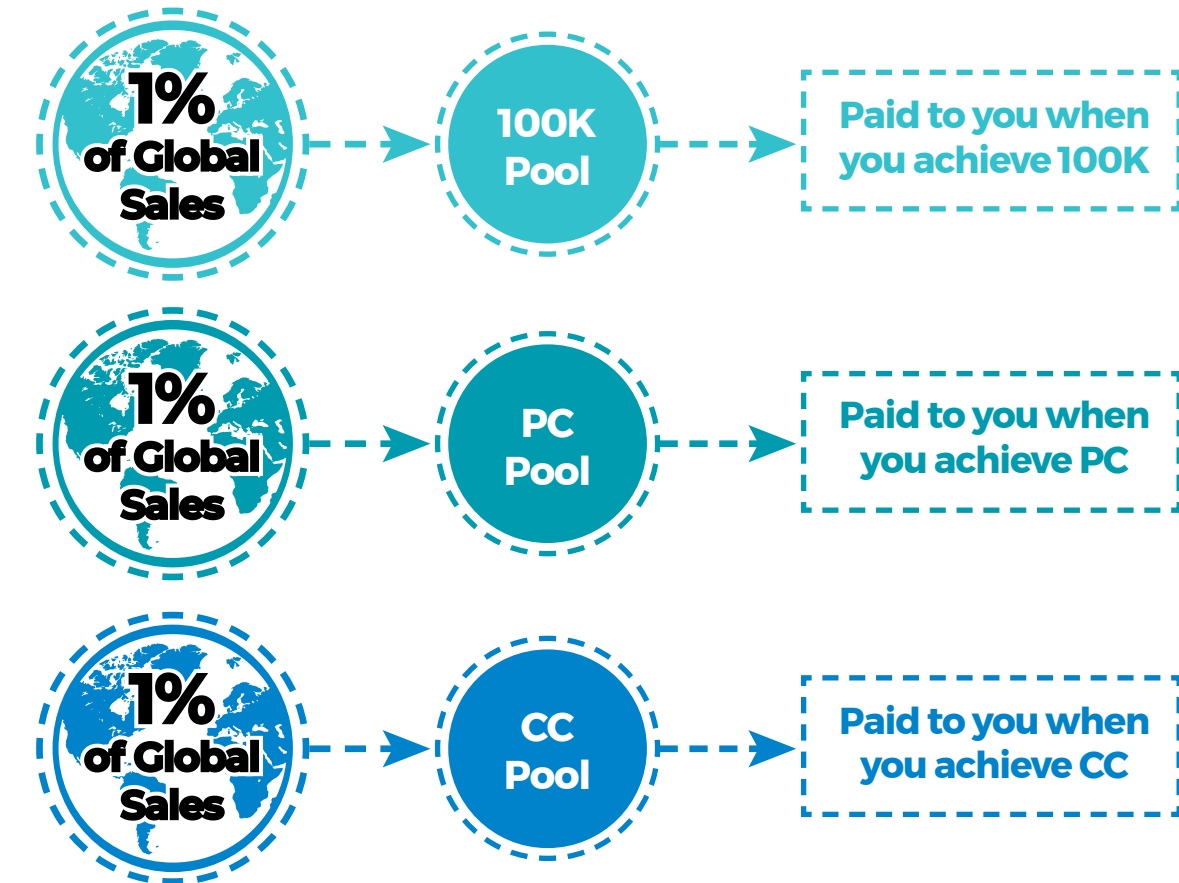 1%
of Global
Sales
100K
Pool
Paid to you when
you achieve 100K
1%
of Global
Sales
PC
Pool
Paid to you when
you achieve PC
1%
of Global
Sales
CC
Pool
Paid to you when
you achieve CC